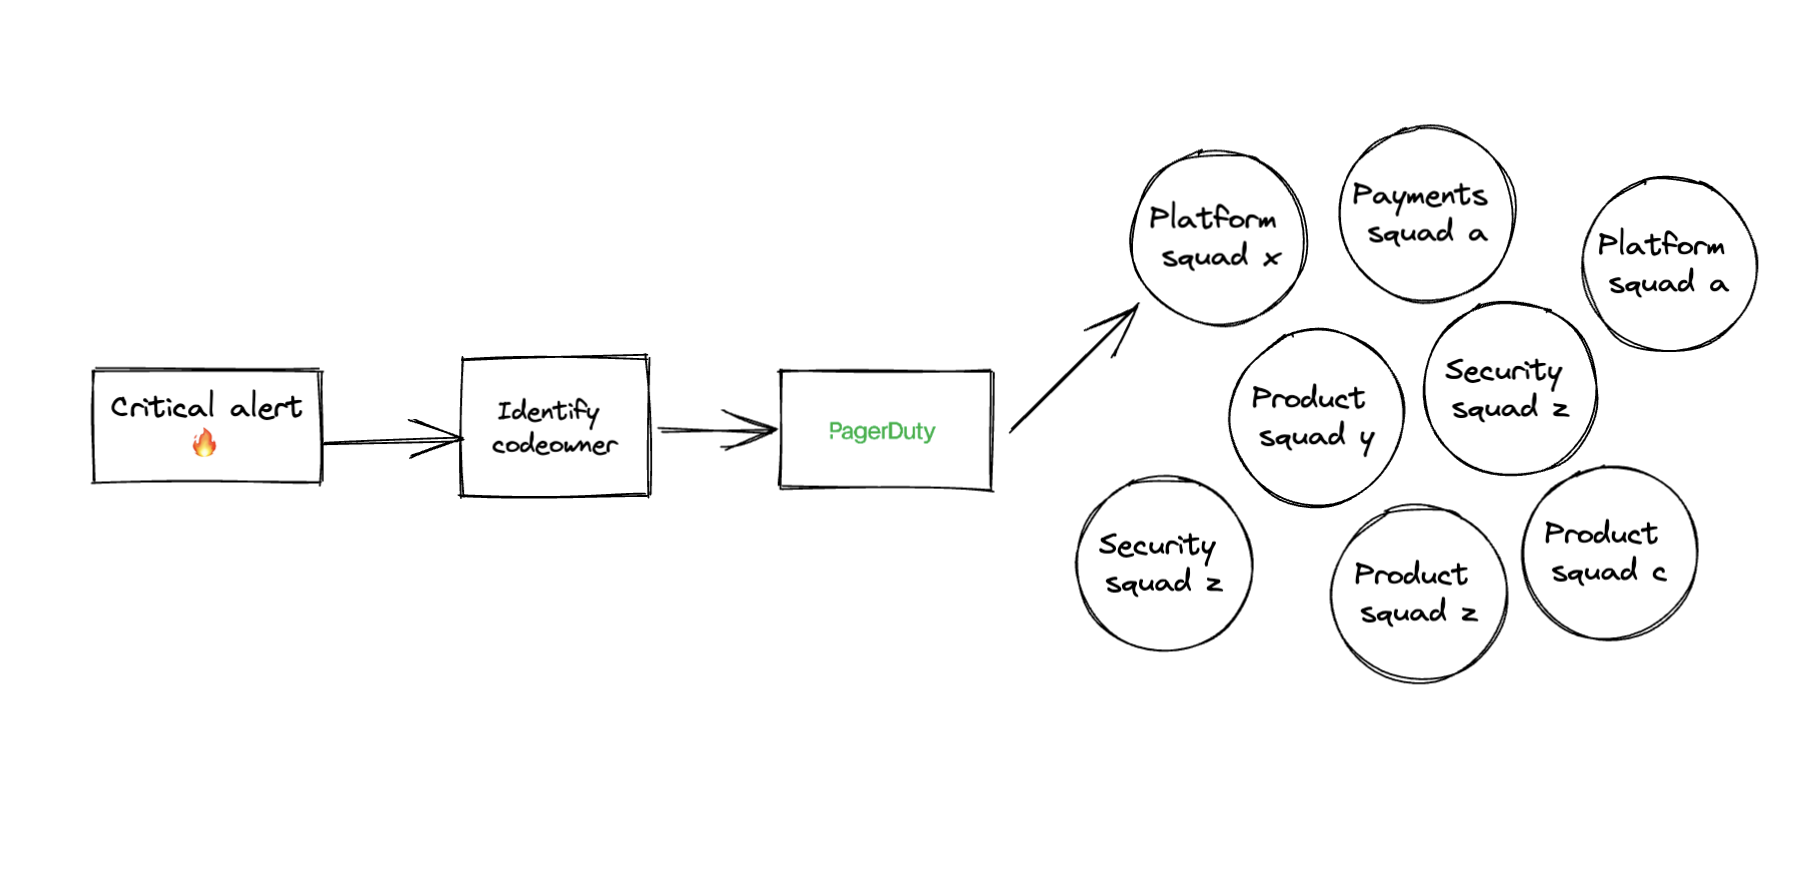 Critical alert
🔥
Identify
codeowner
PagerDuty
Platform
squad x
Payments
squad a
Platform
squad a
Product
squad y
Security
squad z
Security
squad z
Product
squad z
Product
squad c